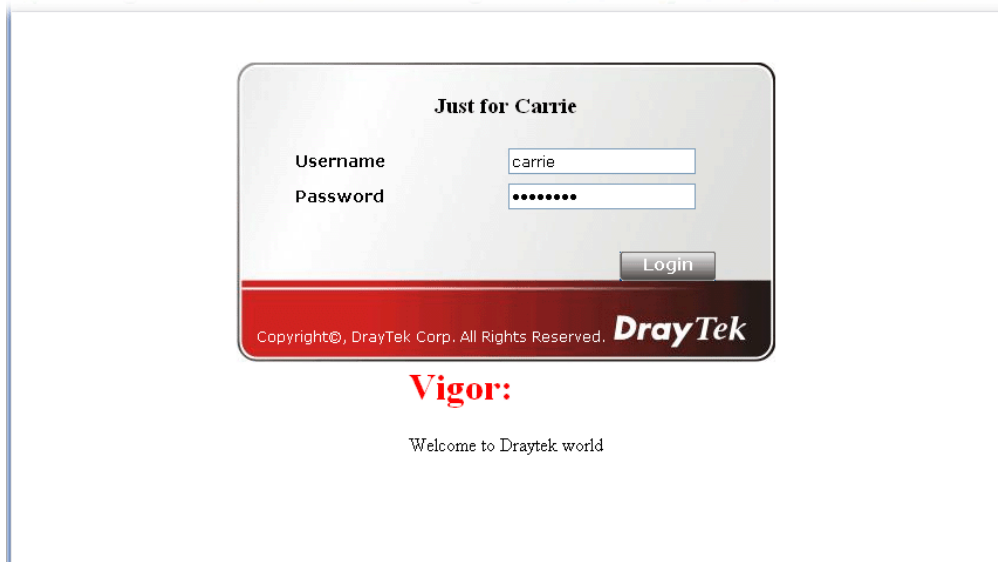 Just for Carrie
Username carrie
Password ••••••••
Login
Copyright©, DrayTek Corp. All Rights Reserved. DrayTek
Vigor:
Welcome to Draytek world